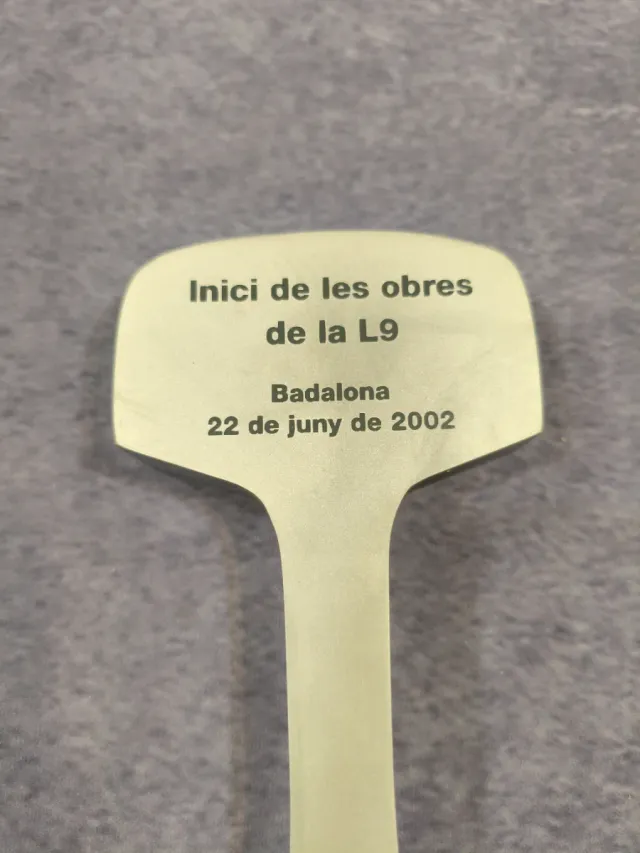 Inici de les obres
de la L9
Badalona
22 de juny de 2002